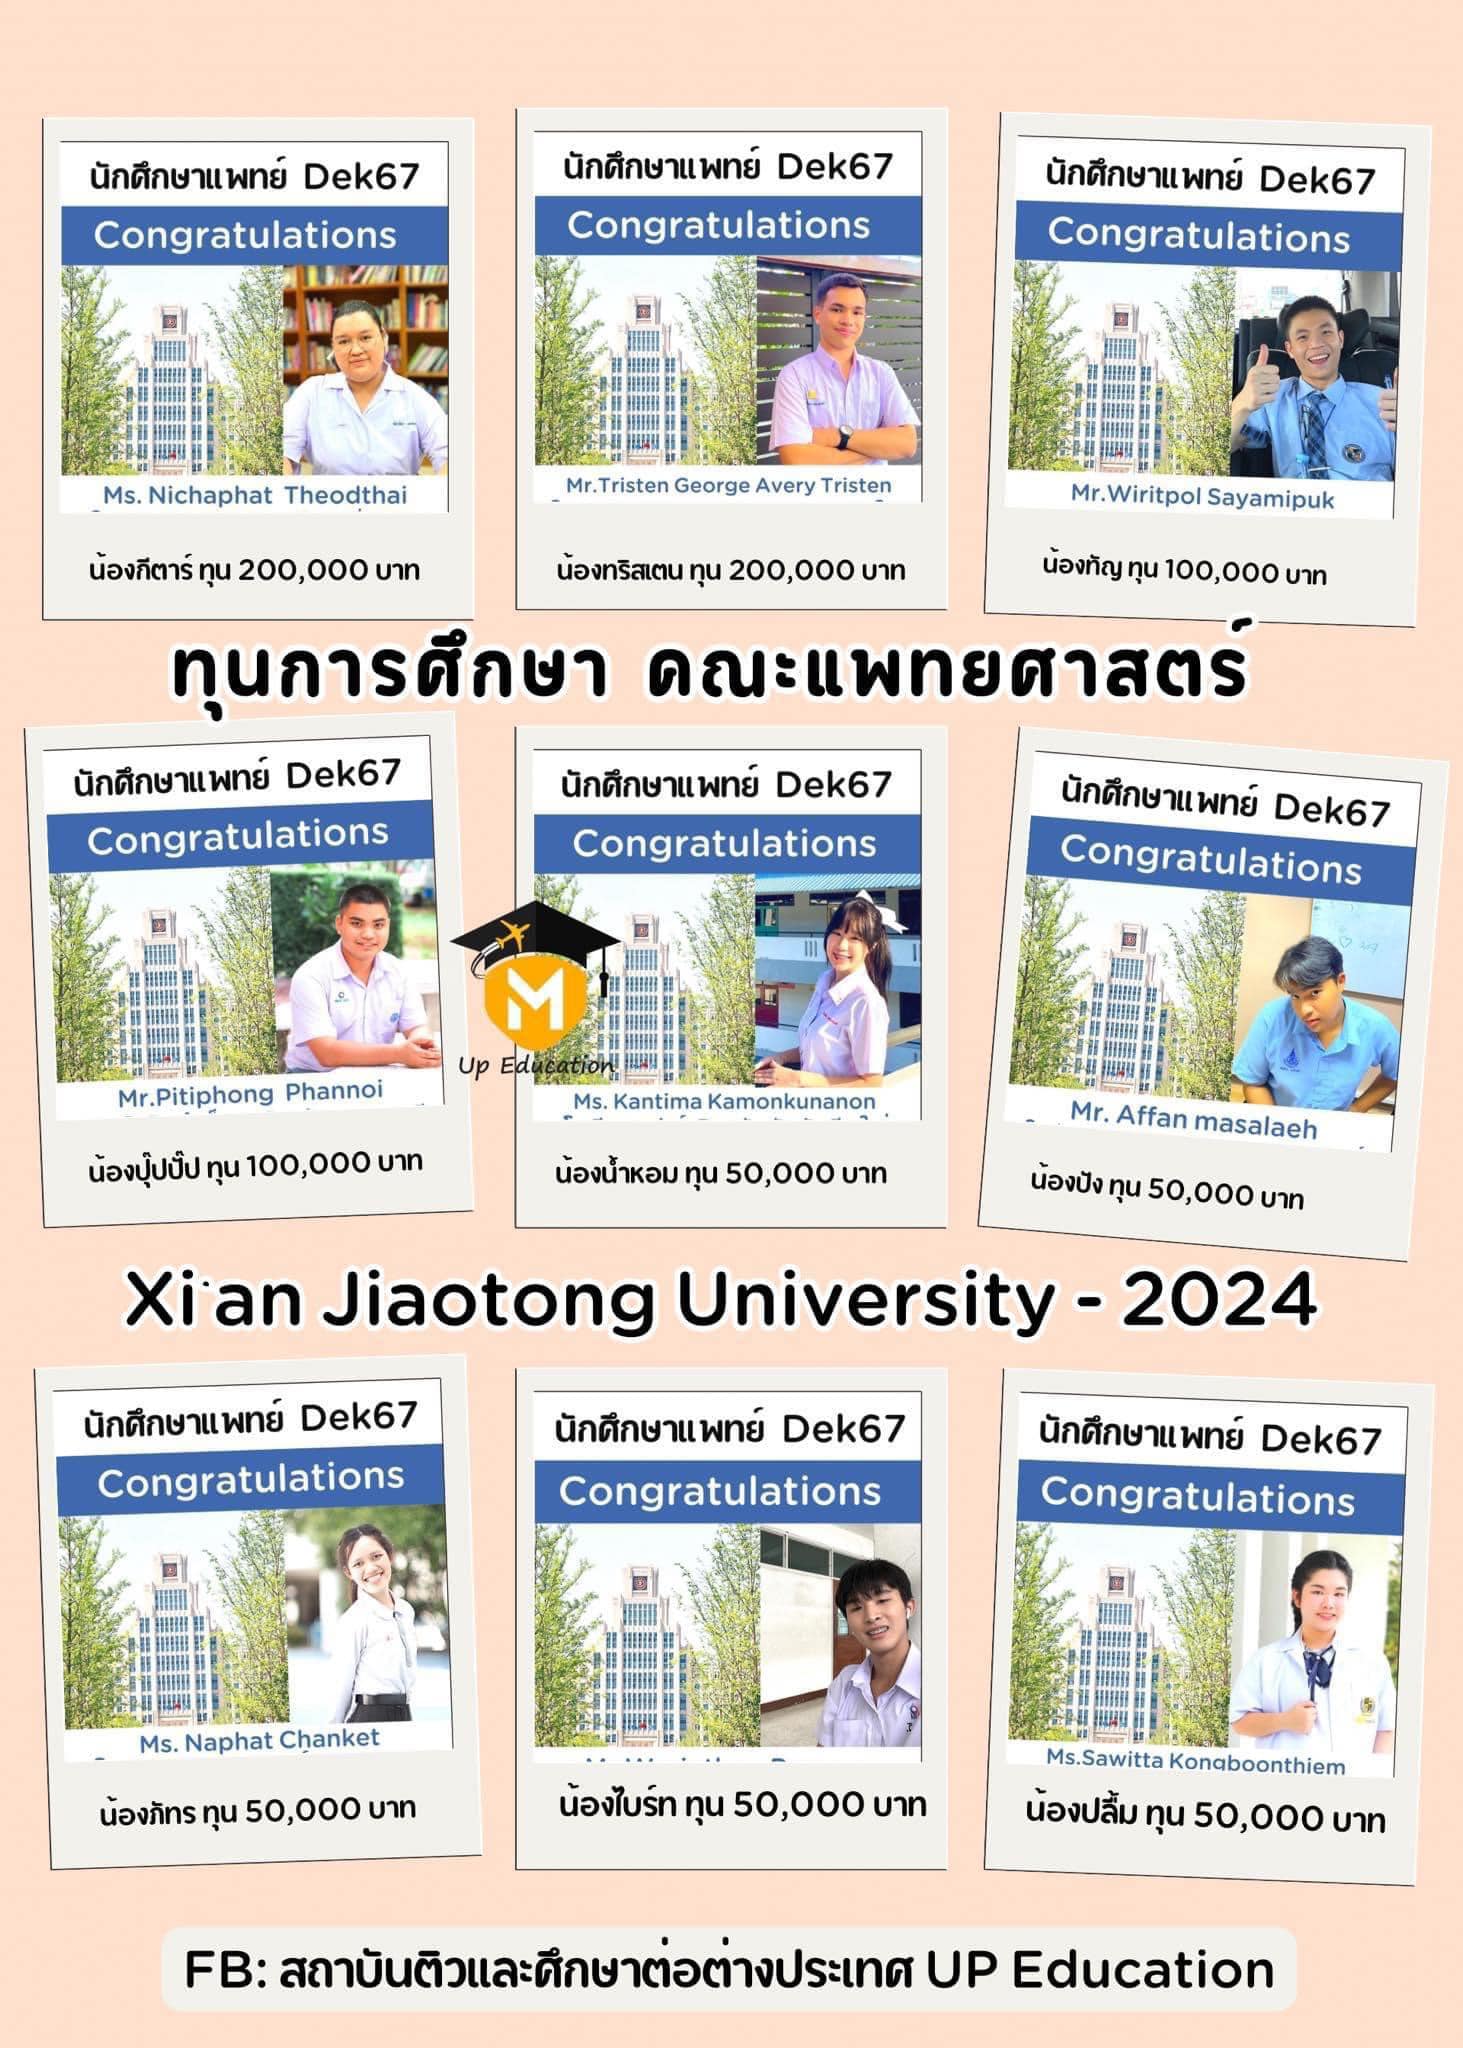 นักศึกษาแพทย์ Dek67
Congratulations
Ms. Nichaphat Theodthai
น้องกีตาร์ ทุน 200,000 บาท
นักศึกษาแพทย์ Dek67
Congratulations
Mr.Tristen George Avery Tristen
น้องทริสเตน ทุน 200,000 บาท
นักศึกษาแพทย์ Dek67
Congratulations
Mr.Wiritpol Sayamipuk
น้องทัญ ทุน 100,000 บาท
ทุนการศึกษา คณะแพทยศาสตร์
นักศึกษาแพทย์ Dek67
Congratulations
Mr.Pitiphong Phannoi
น้องปุ๊ปปั๊ป ทุน 100,000 บาท
M
Up Education
นักศึกษาแพทย์ Dek67
Congratulations
Ms. Kantima Kamonkunanon
น้องน้ำหอม ทุน 50,000 บาท
นักศึกษาแพทย์ Dek67
Congratulations
Mr. Affan masalaeh
น้องปัง ทุน 50,000 บาท
Xi`an Jiaotong University - 2024
นักศึกษาแพทย์ Dek67
Congratulations
Ms. Naphat Chanket
น้องภัทร ทุน 50,000 บาท
นักศึกษาแพทย์ Dek67
Congratulations
น้องไบร์ท ทุน 50,000 บาท
นักศึกษาแพทย์ Dek67
Congratulations
Ms.Sawitta Kongboonthiem
น้องปลื้ม ทุน 50,000 บาท
FB: สถาบันติวและศึกษาต่อต่างประเทศ UP Education